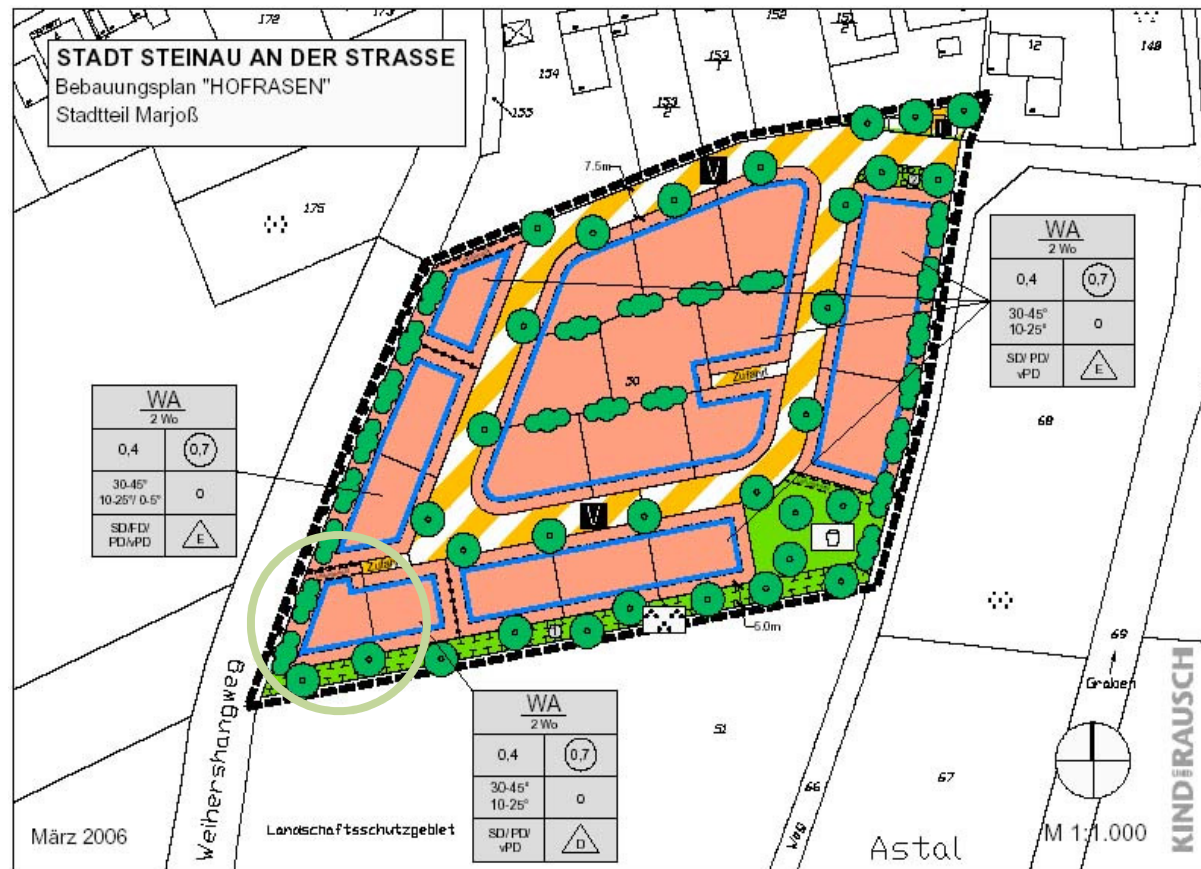 STADT STEINAU AN DER STRASSE
Bebauungsplan "HOFRASEN"
Stadtteil Marjoß
172
173
154
155
153
1
153
2
152
151
2
12
148
175
7.5m
V
WA
2 Wo
0,4
0,7
30-45°
10-25°
o
SD/ PD/
vPD
E
Zufahrt
30
68
WA
2 Wo
0,4
0,7
30-45°
10-25°/ 0-5°
o
SD/FD/
PD/vPD
E
V
5.0m
1
69
Graben
WA
2 Wo
0,4
0,7
30-45°
10-25°
o
SD/ PD/
vPD
D
51
66
67
Weg
Weihershangweg
Landschaftsschutzgebiet
Astal
März 2006
M 1:1.000
KIND RAUSCH